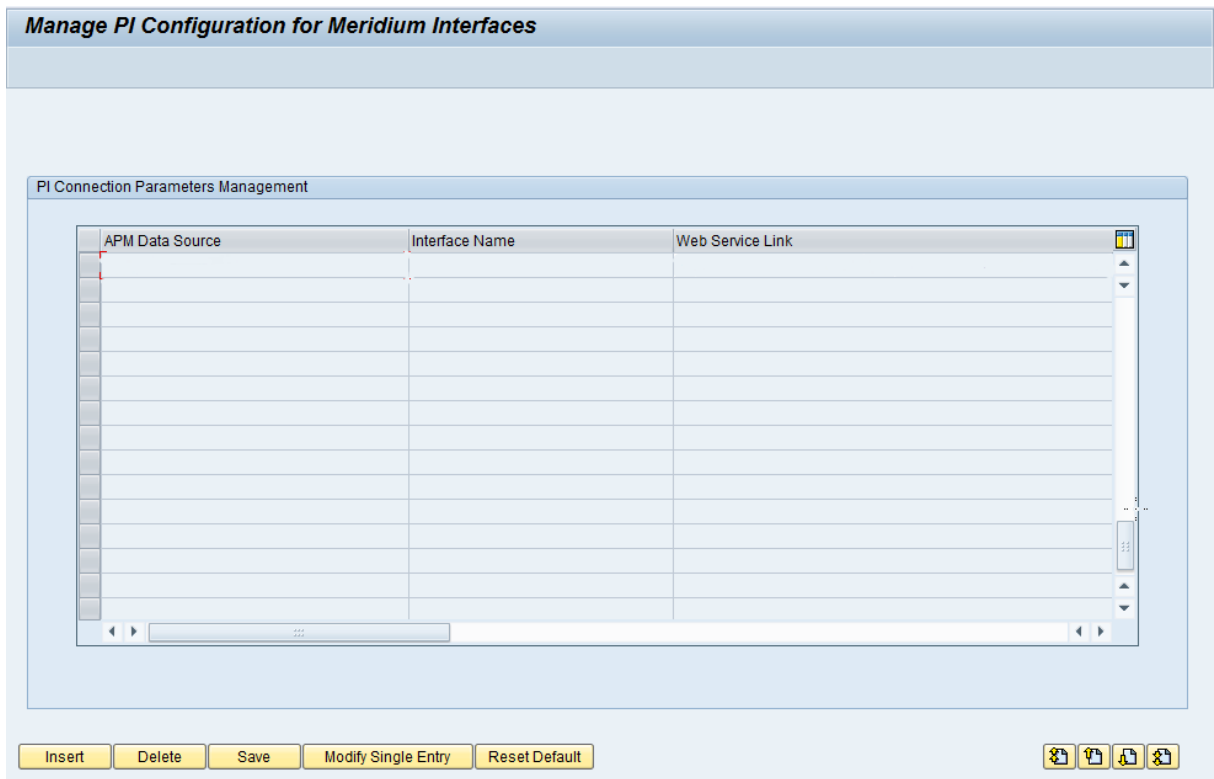 Manage PI Configuration for Meridium Interfaces
PI Connection Parameters Management
APM Data Source Interface Name Web Service Link
Insert Delete Save Modify Single Entry Reset Default